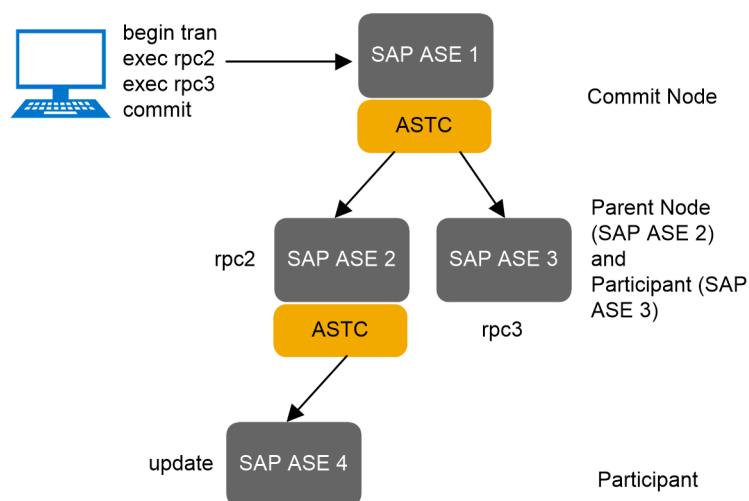 begin tran
exec rpc2
exec rpc3
commit
SAP ASE 1
ASTC
Commit Node
rpc2
SAP ASE 2
SAP ASE 3
Parent Node
(SAP ASE 2)
and
Participant (SAP
ASE 3)
ASTC
rpc3
update
SAP ASE 4
Participant